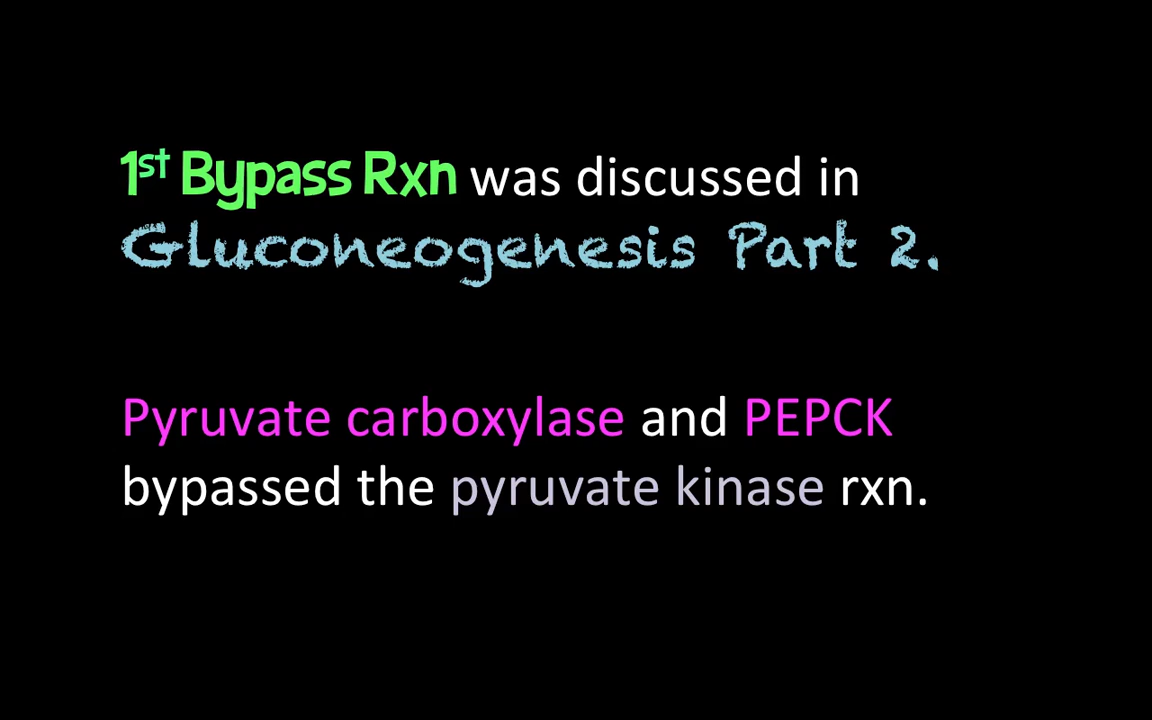 1st Bypass Rxn was discussed in
Gluconeogenesis Part 2.
Pyruvate carboxylase and PEPCK
bypassed the pyruvate kinase rxn.